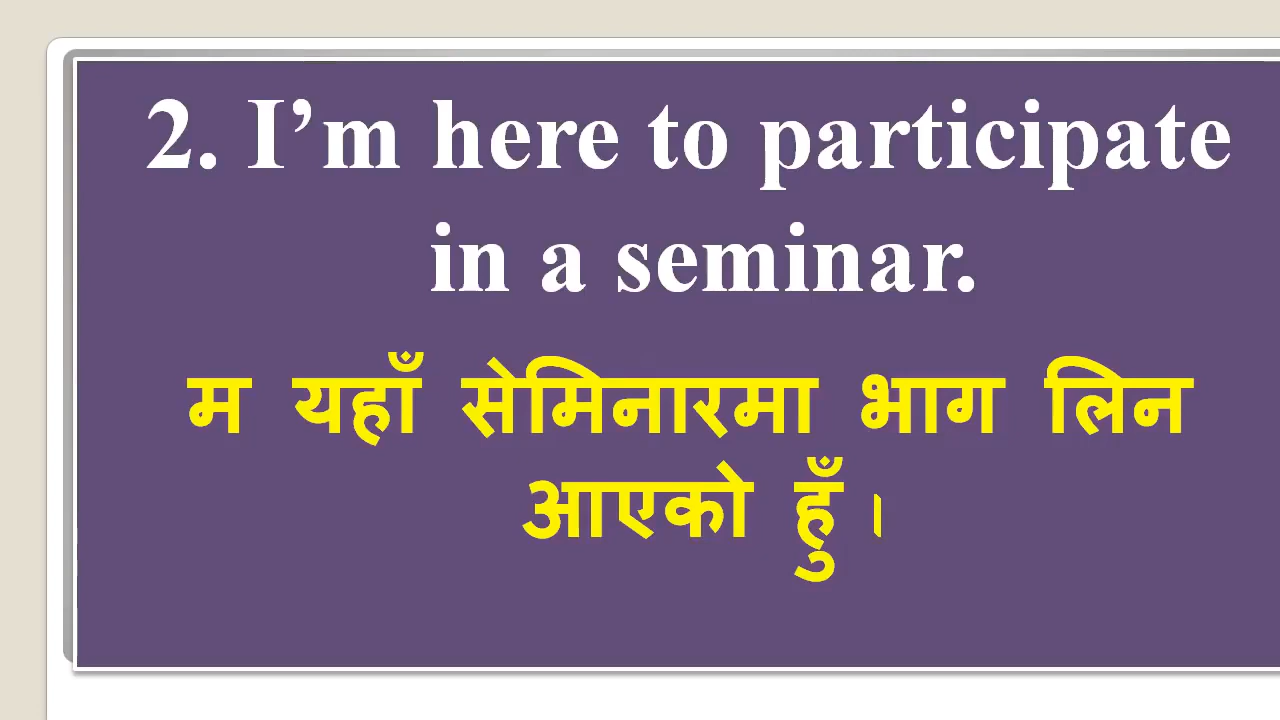 2. I’m here to participate
in a seminar.
म यहाँ सेमिनारमा भाग लिन
आएको हुँ ।